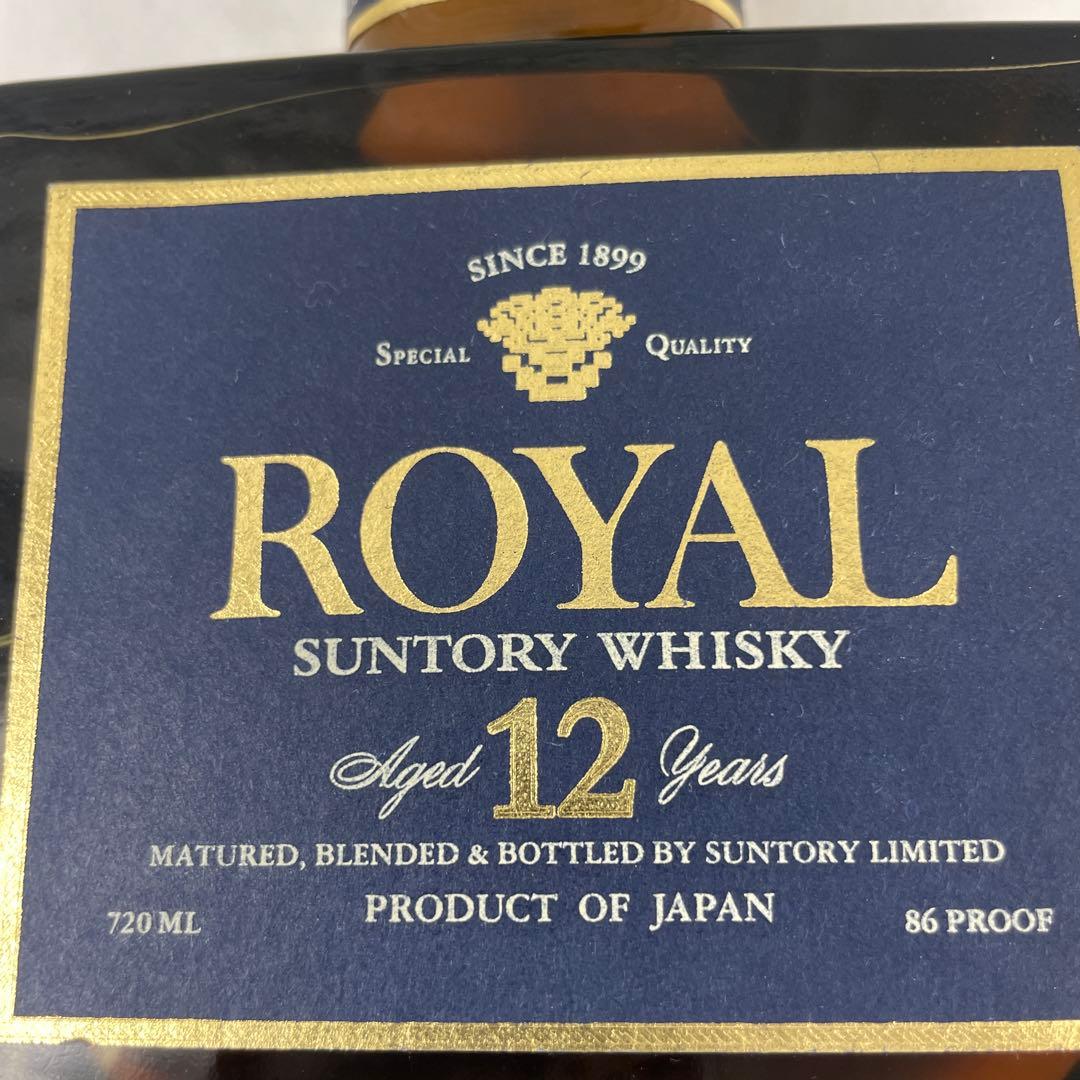 SINCE 1899
SPECIAL QUALITY
ROYAL
SUNTORY WHISKY
Aged 12 Years
MATURED, BLENDED & BOTTLED BY SUNTORY LIMITED
720 ML PRODUCT OF JAPAN 86 PROOF